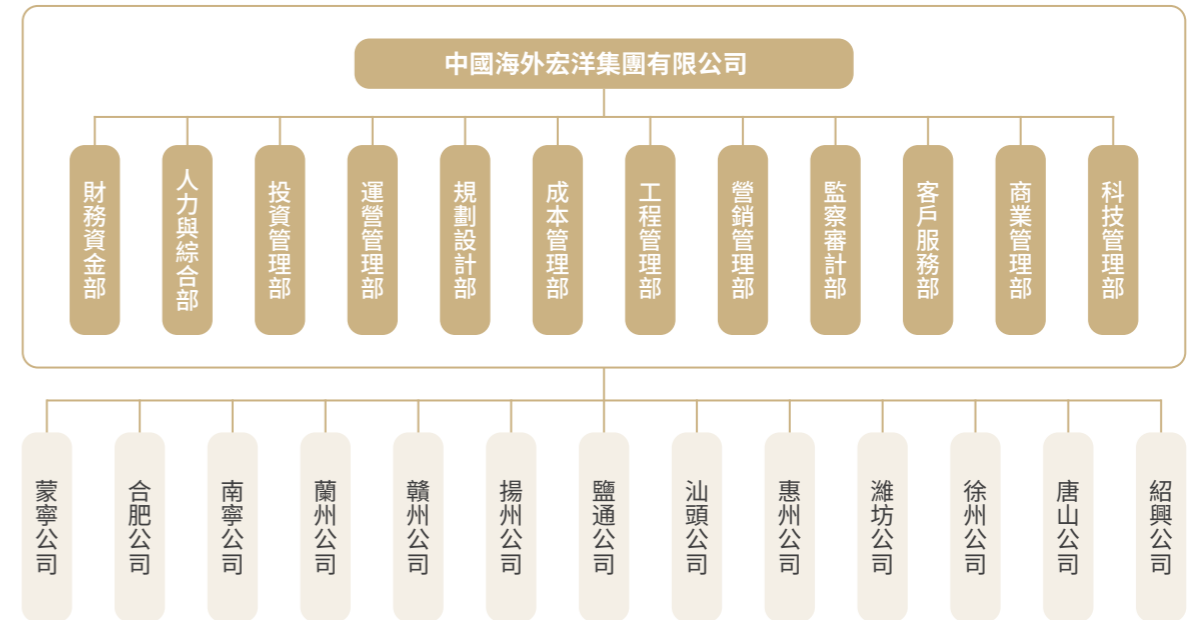 中國海外宏洋集團有限公司
財務資金部
人力與綜合部
投資管理部
運營管理部
規劃設計部
成本管理部
工程管理部
營銷管理部
監察審計部
客戶服務部
商業管理部
科技管理部
蒙寧公司
合肥公司
南寧公司
蘭州公司
贛州公司
揚州公司
鹽通公司
汕頭公司
惠州公司
濰坊公司
徐州公司
唐山公司
紹興公司